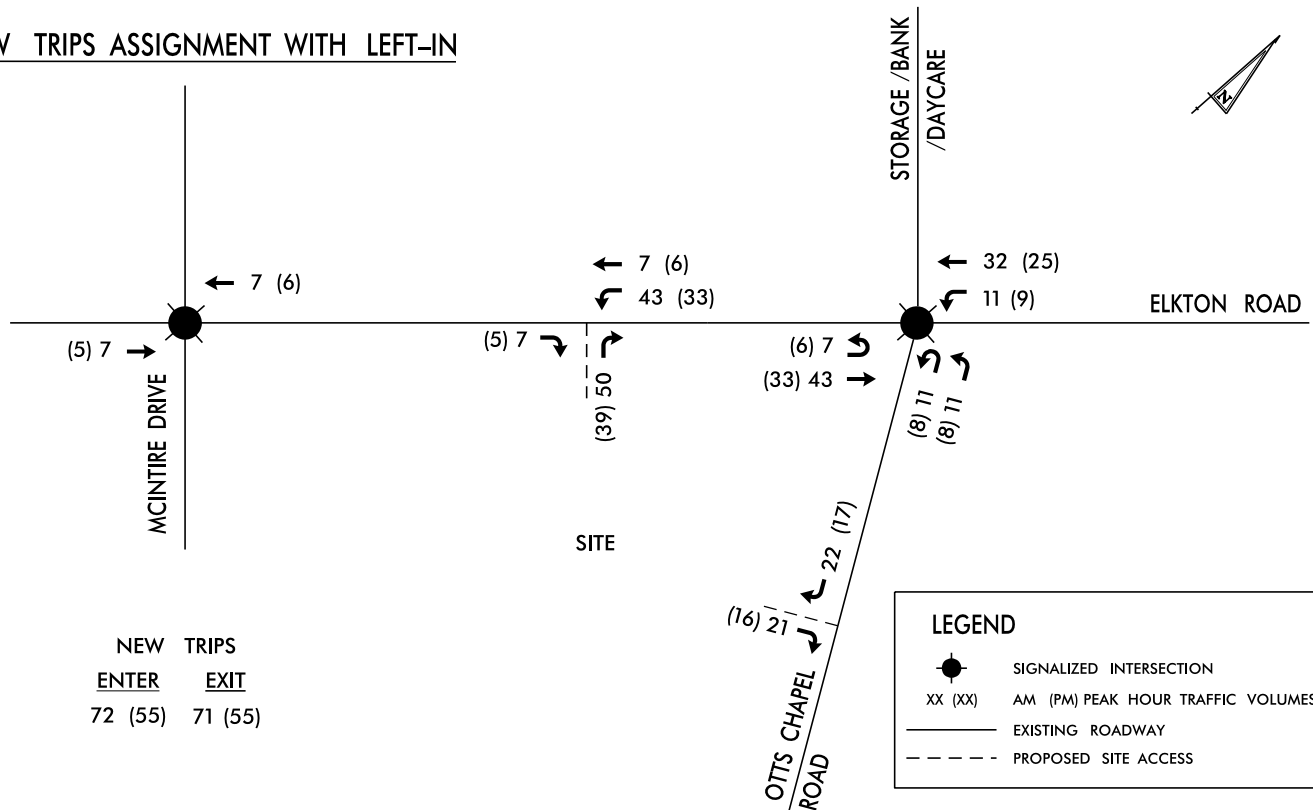 TRIPS ASSIGNMENT WITH LEFT-IN
STORAGE /BANK
/DAYCARE
N
7 (6)
(5) 7
MCINTIRE DRIVE
7 (6)
43 (33)
(5) 7
(39) 50
32 (25)
11 (9)
ELKTON ROAD
(6) 7
(33) 43
(8) 11
(8) 11
SITE
22 (17)
(16) 21
OTTS CHAPEL
ROAD
NEW TRIPS
ENTER EXIT
72 (55) 71 (55)
LEGEND
SIGNALIZED INTERSECTION
XX (XX) AM (PM) PEAK HOUR TRAFFIC VOLUMES
EXISTING ROADWAY
PROPOSED SITE ACCESS